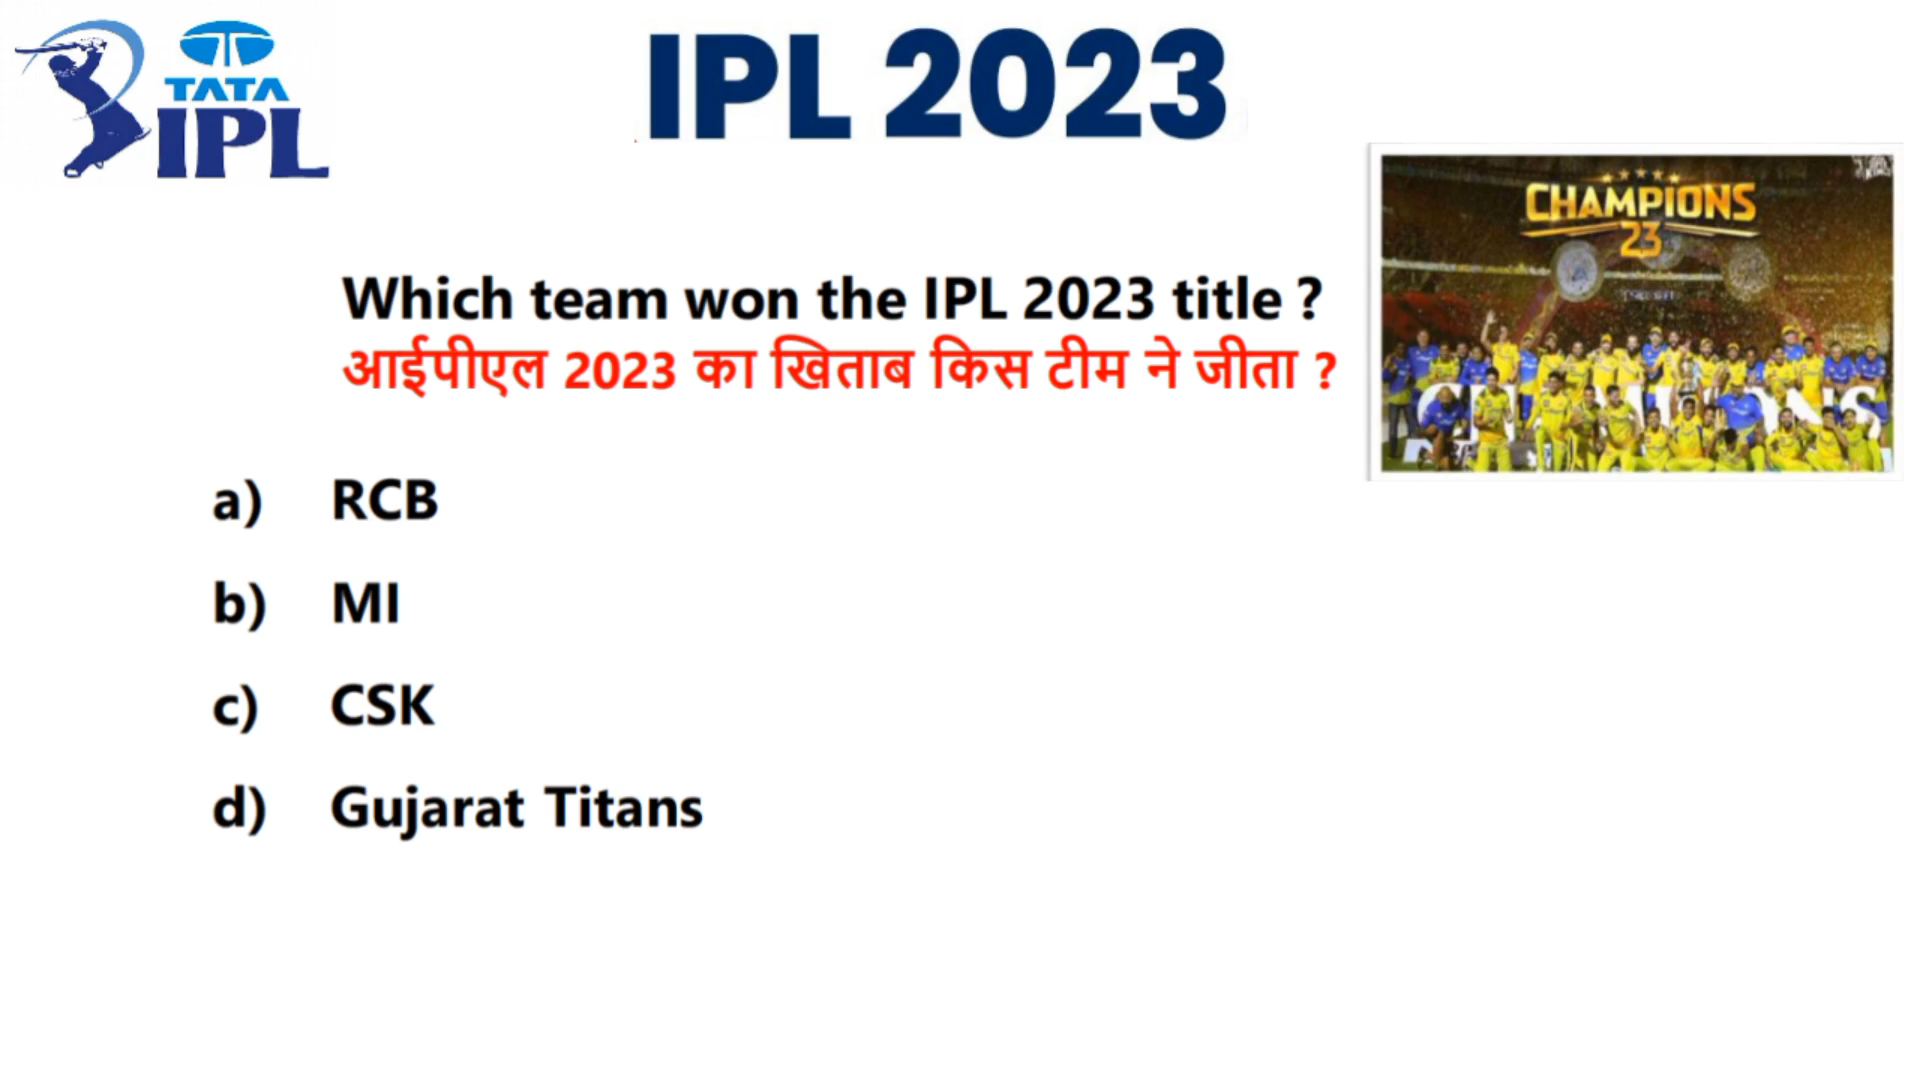 TATA
IPL
IPL 2023
CHAMPIONS
23
Which team won the IPL 2023 title ?
आईपीएल 2023 का खिताब किस टीम ने जीता ?
a) RCB
b) MI
c) CSK
d) Gujarat Titans